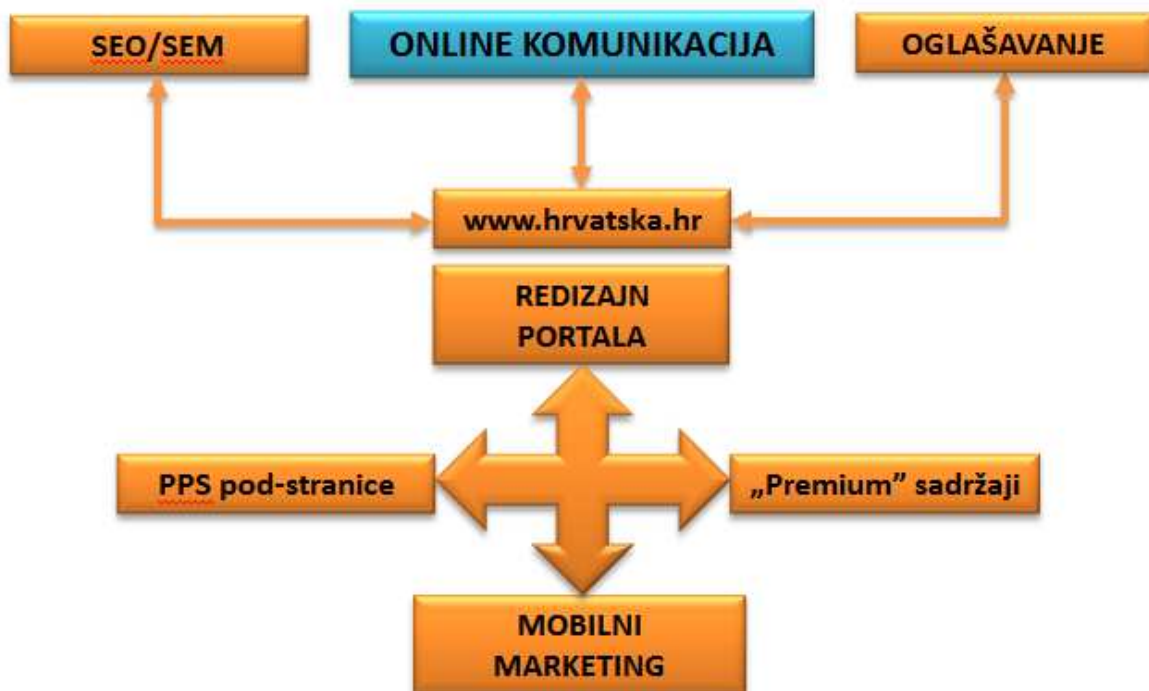 SEO/SEM
ONLINE KOMUNIKACIJA
OGLAŠAVANJE
www.hrvatska.hr
REDIZAJN
PORTALA
PPS pod-stranice
„Premium” sadržaji
MOBILNI
MARKETING